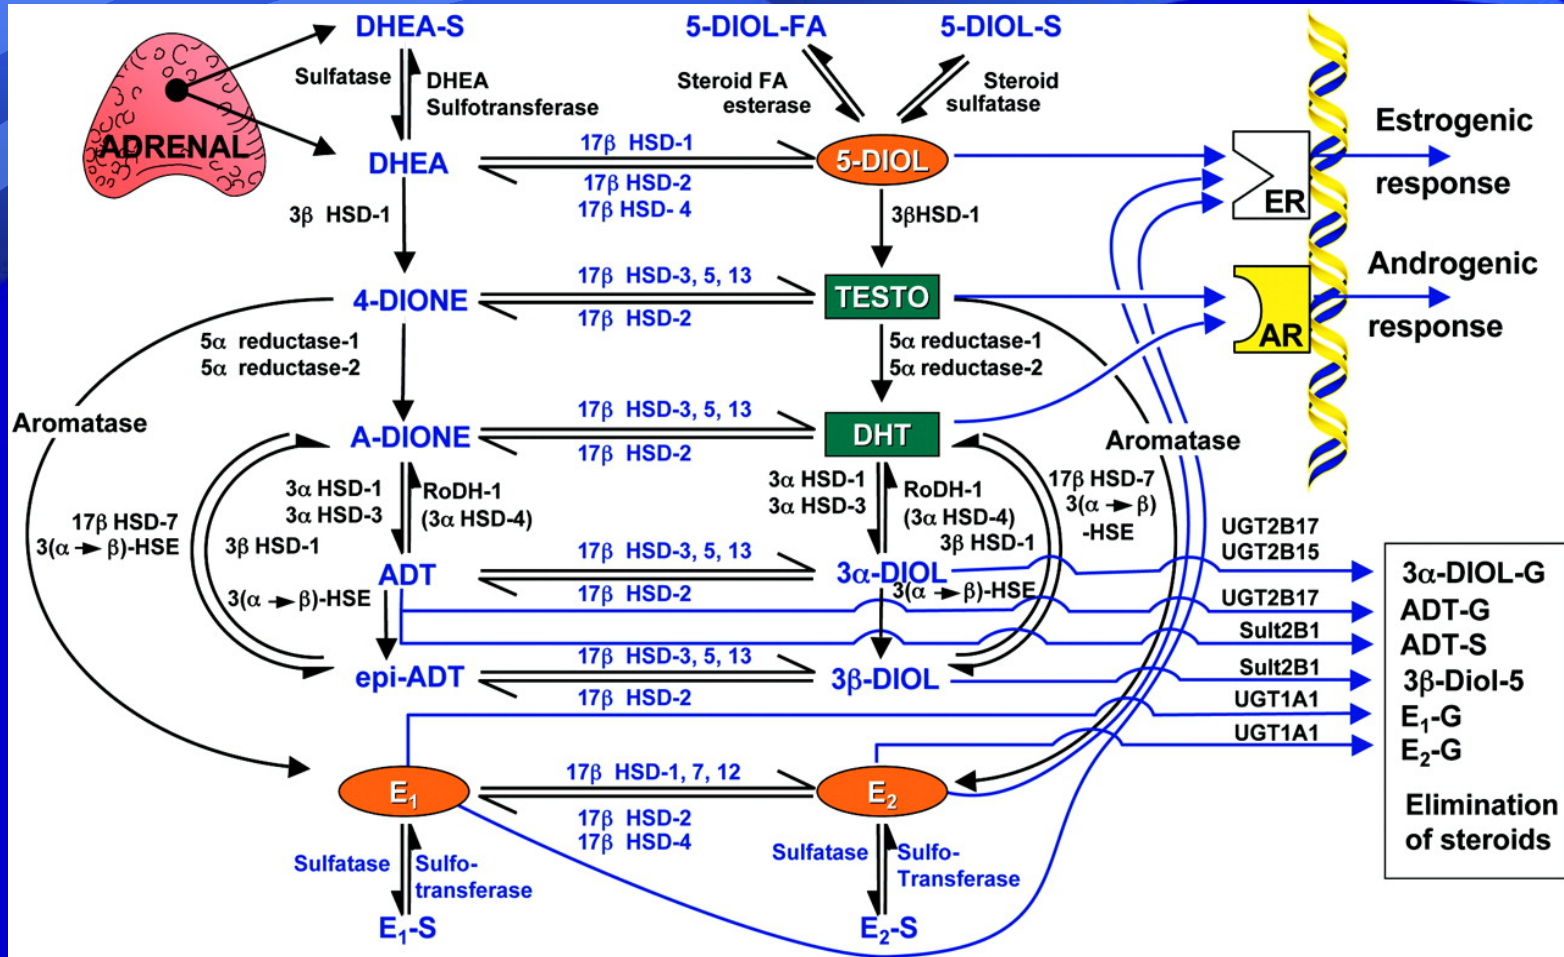 DHEA-S
5-DIOL-FA
5-DIOL-S
Sulfatase
DHEA
Sulfotransferase
Steroid FA
esterase
Steroid
sulfatase
ADRENAL
DHEA
17β HSD-1
17β HSD-2
17β HSD-4
5-DIOL
ER
Estrogenic
response
3β HSD-1
3βHSD-1
4-DIONE
17β HSD-3, 5, 13
17β HSD-2
TESTO
AR
Androgenic
response
5α reductase-1
5α reductase-2
5α reductase-1
5α reductase-2
Aromatase
A-DIONE
17β HSD-3, 5, 13
17β HSD-2
DHT
Aromatase
17β HSD-7
3(α → β)-HSE
3α HSD-1
3α HSD-3
RoDH-1
(3α HSD-4)
3β HSD-1
3α HSD-1
3α HSD-3
RoDH-1
(3α HSD-4)
3β HSD-1
17β HSD-7
3(α → β)
-HSE
ADT
17β HSD-3, 5, 13
17β HSD-2
3α-DIOL
3(α → β)-HSE
3(α → β)-HSE
UGT2B17
UGT2B15
UGT2B17
Sult2B1
Sult2B1
UGT1A1
UGT1A1
3α-DIOL-G
ADT-G
ADT-S
3β-Diol-5
E₁-G
E₂-G
Elimination
of steroids
epi-ADT
17β HSD-3, 5, 13
17β HSD-2
3β-DIOL
E₁
17β HSD-1, 7, 12
17β HSD-2
17β HSD-4
E₂
Sulfatase
Sulfo-
transferase
Sulfatase
Sulfo-
Transferase
E₁-S
E₂-S